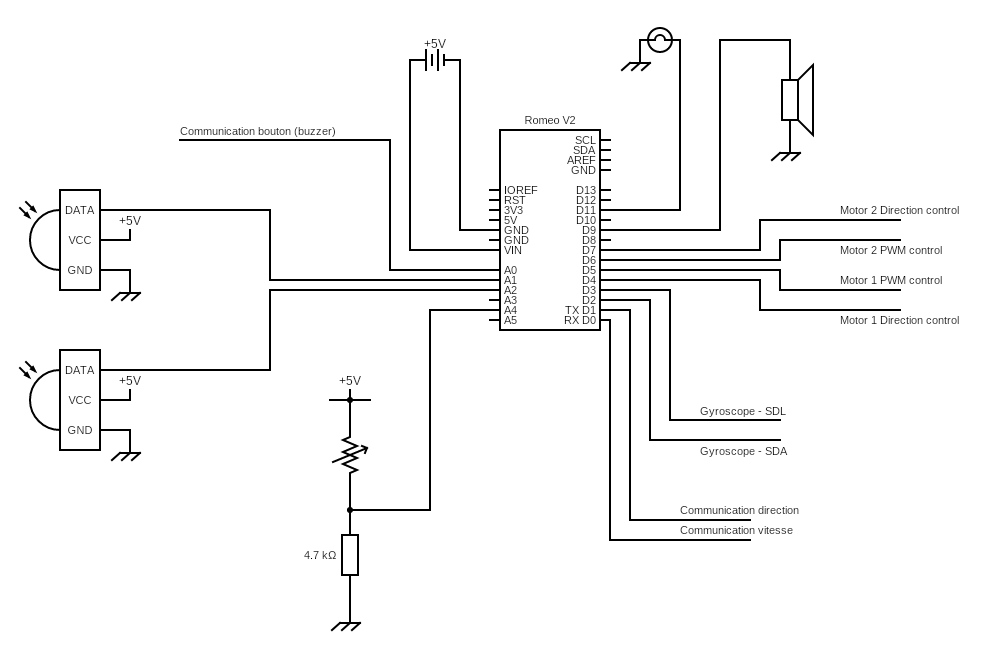 +5V
Romeo V2
Communication bouton (buzzer)
SCL
SDA
AREF
GND
IOREF
RST
3V3
5V
GND
GND
VIN
A0
A1
A2
A3
A4
A5
D13
D12
D11
D10
D9
D8
D7
D6
D5
D4
D3
D2
TX D1
RX D0
DATA
VCC
GND
+5V
DATA
VCC
GND
+5V
+5V
4.7 kΩ
Motor 2 Direction control
Motor 2 PWM control
Motor 1 PWM control
Motor 1 Direction control
Gyroscope - SDL
Gyroscope - SDA
Communication direction
Communication vitesse